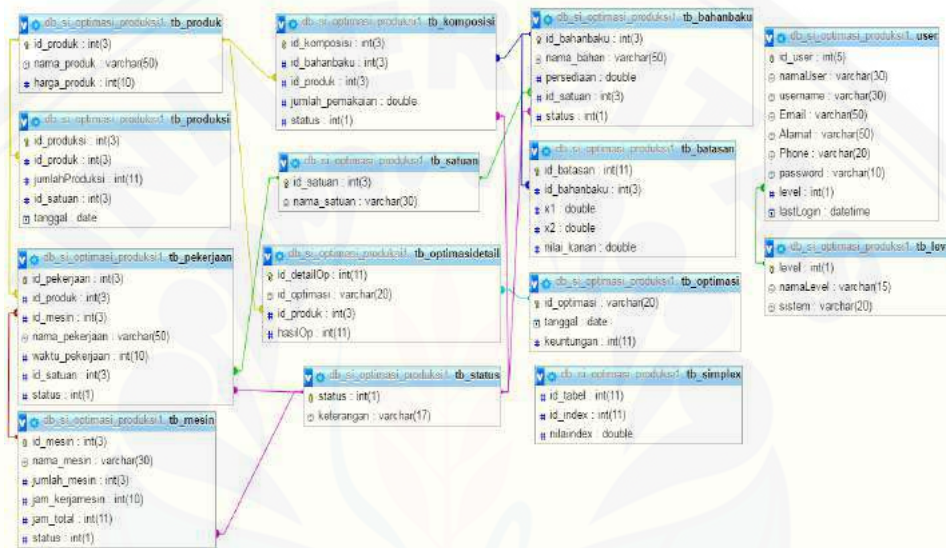 db_si_optimasi_produksi1 tb_produk
id_produk : int(3)
nama_produk : varchar(50)
harga_produk : int(10)
db_si_optimasi_produksi1 tb_produksi
id_produksi : int(3)
id_produk : int(3)
jumlahProduksi : int(11)
id_satuan : int(3)
tanggal : date
db_si_optimasi_produksi1 tb_pekerjaan
id_pekerjaan : int(3)
id_produk : int(3)
id_mesin : int(3)
nama_pekerjaan : varchar(50)
waktu_pekerjaan : int(10)
id_satuan : int(3)
status : int(1)
db_si_optimasi_produksi1 tb_mesin
id_mesin : int(3)
nama_mesin : varchar(30)
jumlah_mesin : int(3)
jam_kerjamesin : int(10)
jam_total : int(11)
status : int(1)
db_si_optimasi_produksi1 tb_komposisi
id_komposisi : int(3)
id_bahanbaku : int(3)
id_produk : int(3)
jumlah_pemakaian : double
status : int(1)
db_si_optimasi_produksi1 tb_satuan
id_satuan : int(3)
nama_satuan : varchar(30)
db_si_optimasi_produksi1 tb_optimasidetail
id_detailOp : int(11)
id_optimasi : varchar(20)
id_produk : int(3)
hasilOp : int(11)
db_si_optimasi_produksi1 tb_status
status : int(1)
keterangan : varchar(17)
db_si_optimasi_produksi1 tb_bahanbaku
id_bahanbaku : int(3)
nama_bahan : varchar(50)
persediaan : double
id_satuan : int(3)
status : int(1)
db_si_optimasi_produksi1 tb_batasan
id_batasan : int(11)
id_bahanbaku : int(3)
x1 : double
x2 : double
nilai_kanan : double
db_si_optimasi_produksi1 tb_optimasi
id_optimasi : varchar(20)
tanggal : date
keuntungan : int(11)
db_si_optimasi_produksi1 tb_simplex
id_tabel : int(11)
id_index : int(11)
nilaiindex : double
db_si_optimasi_produksi1 user
id_user : int(5)
namaUser : varchar(30)
username : varchar(30)
Email : varchar(50)
Alamat : varchar(50)
Phone : varchar(20)
password : varchar(10)
level : int(1)
lastLogin : datetime
db_si_optimasi_produksi1 tb_lev
level : int(1)
namaLevel : varchar(15)
sistem : varchar(20)